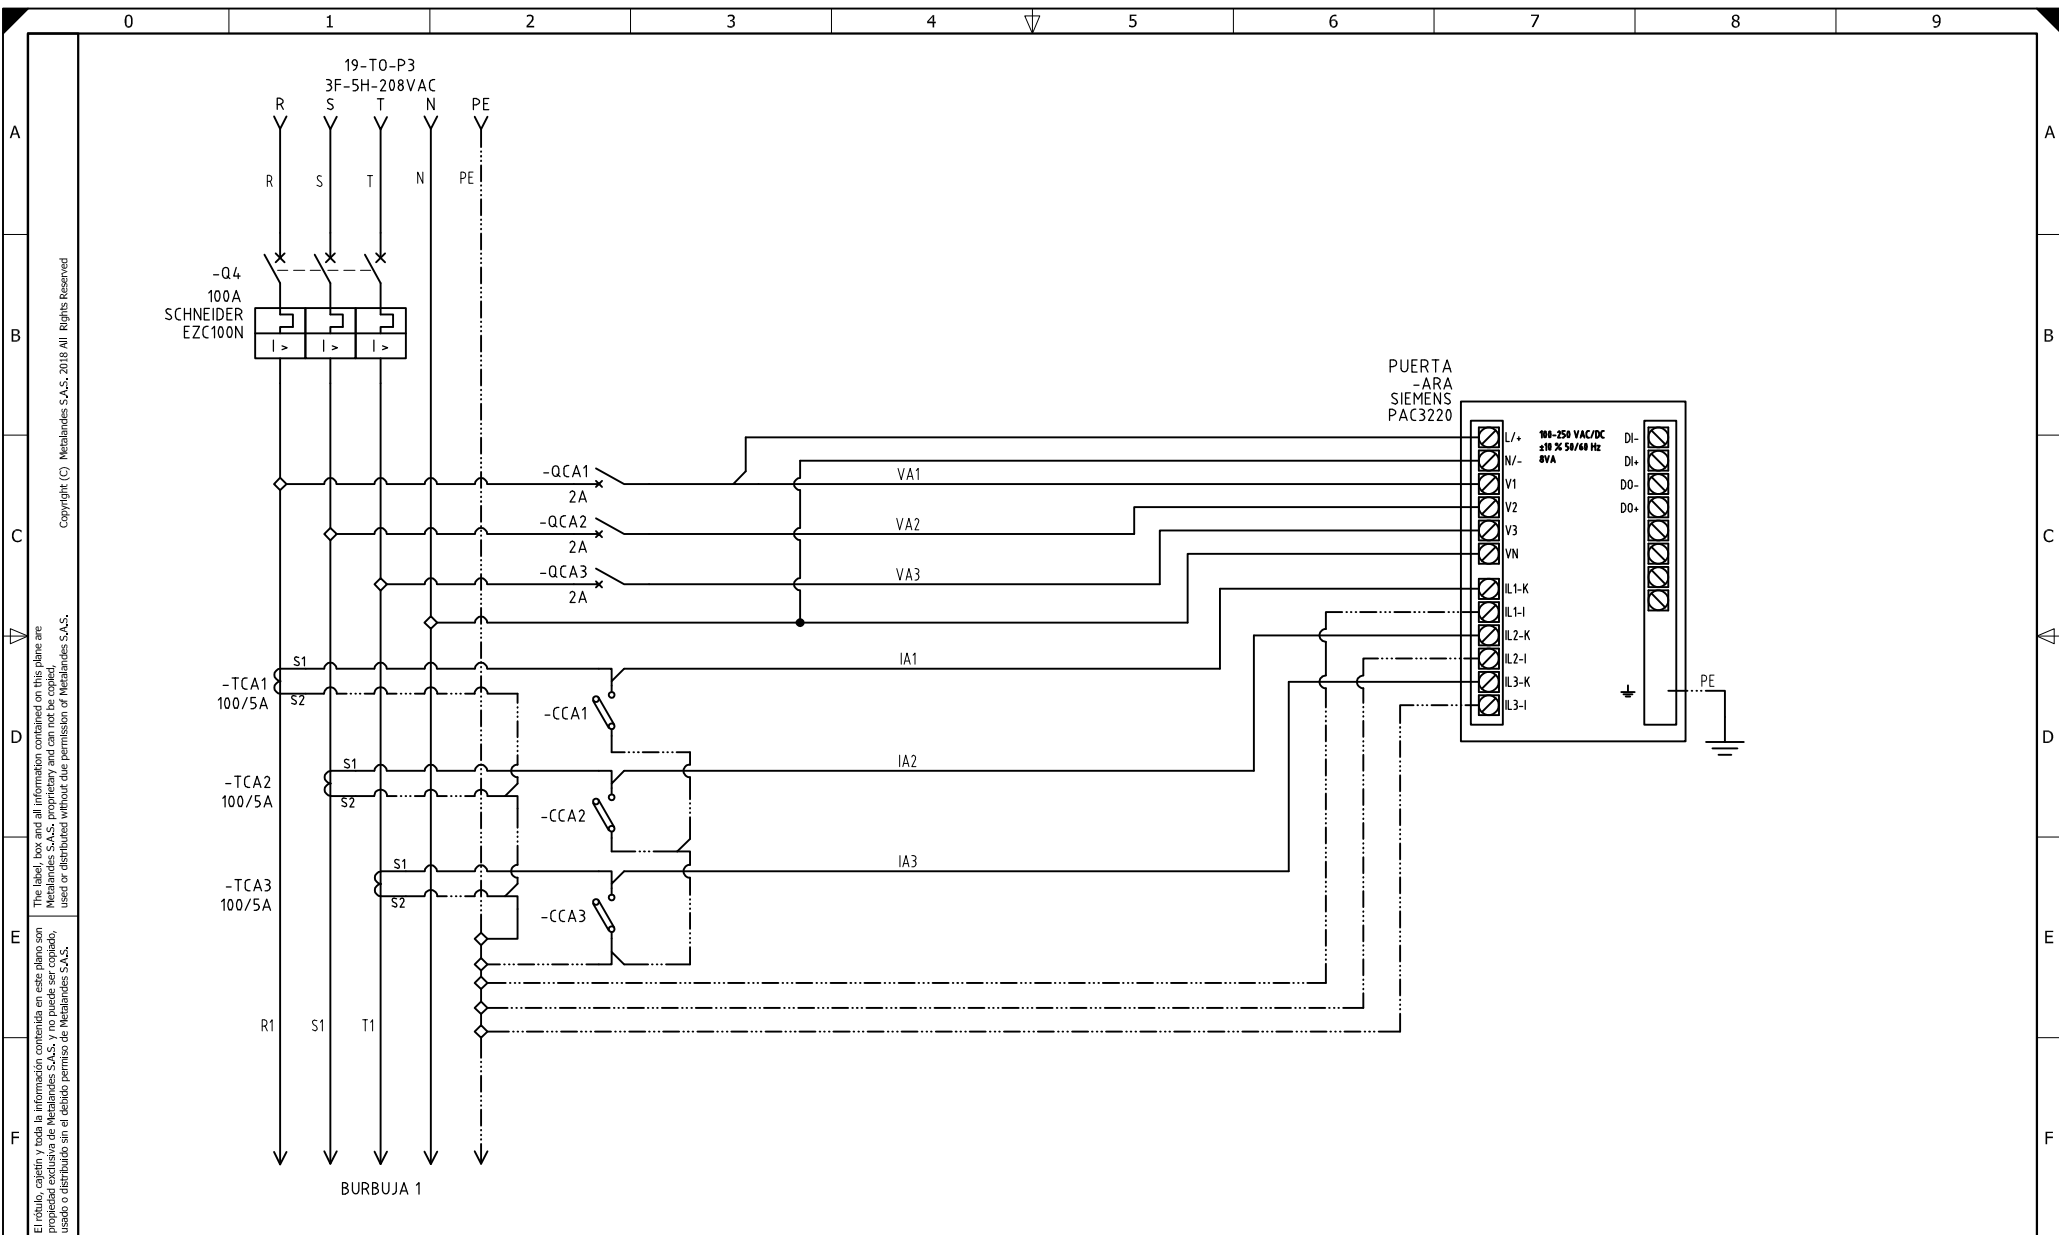 0 1 2 3 4 5 6 7 8 9
19-TO-P3
3F-5H-208VAC
R S T N PE
A A
R S T N PE
-Q4
100A
SCHNEIDER
EZC100N
B B
I > I > I >
PUERTA
-ARA
SIEMENS
PAC3220
L/+
N/-
V1
V2
V3
VN
IL1-K
IL1-I
IL2-K
IL2-I
IL3-K
IL3-I
100-250 VAC/DC
±10 % 50/60 Hz
8VA
DI-
DI+
DO-
DO+
PE
-QCA1
2A
VA1
C C
-QCA2
2A
VA2
-QCA3
2A
VA3
S1
-TCA1
100/5A
S2
IA1
-CCA1
D D
S1
-TCA2
100/5A
S2
IA2
-CCA2
S1
-TCA3
100/5A
S2
IA3
-CCA3
E E
R1 S1 T1
F F
BURBUJA 1
Copyright (C) Metalandes S.A.S. 2018 All Rights Reserved
The label, box and all information contained on this plane are
Metalandes S.A.S. proprietary and can not be copied,
used or distributed without due permission of Metalandes S.A.S.
El rótulo, cajetín y toda la información contenida en este plano son
propiedad exclusiva de Metalandes S.A.S. y no puede ser copiado,
usado o distribuido sin el debido permiso de Metalandes S.A.S.